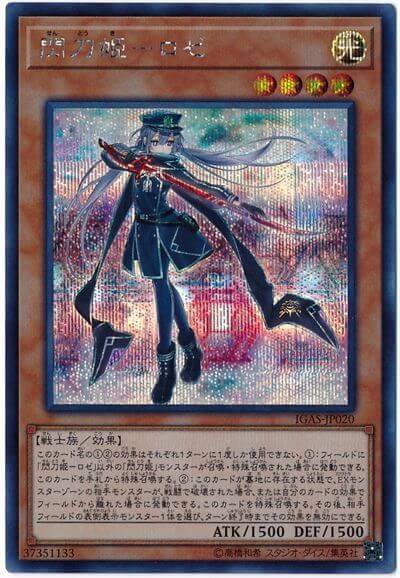 閃刀姫－ロゼ
光
IGAS-JP020
【戦士族／効果】
このカード名の①②の効果はそれぞれ1ターンに1度しか使用できない。①：フィールドに
「閃刀姫－ロゼ」以外の「閃刀姫」モンスターが召喚・特殊召喚された場合に発動できる。
このカードを手札から特殊召喚する。②：このカードが墓地に存在する状態で、EXモン
スターゾーンの相手モンスターが、戦闘で破壊された場合、または自分のカードの効果で
フィールドから離れた場合に発動できる。このカードを特殊召喚する。その後、相手
フィールドの表側表示モンスター1体を選び、ターン終了時までその効果を無効にできる。
ATK/1500 DEF/1500
37351133
©高橋和希 スタジオ・ダイス/集英社